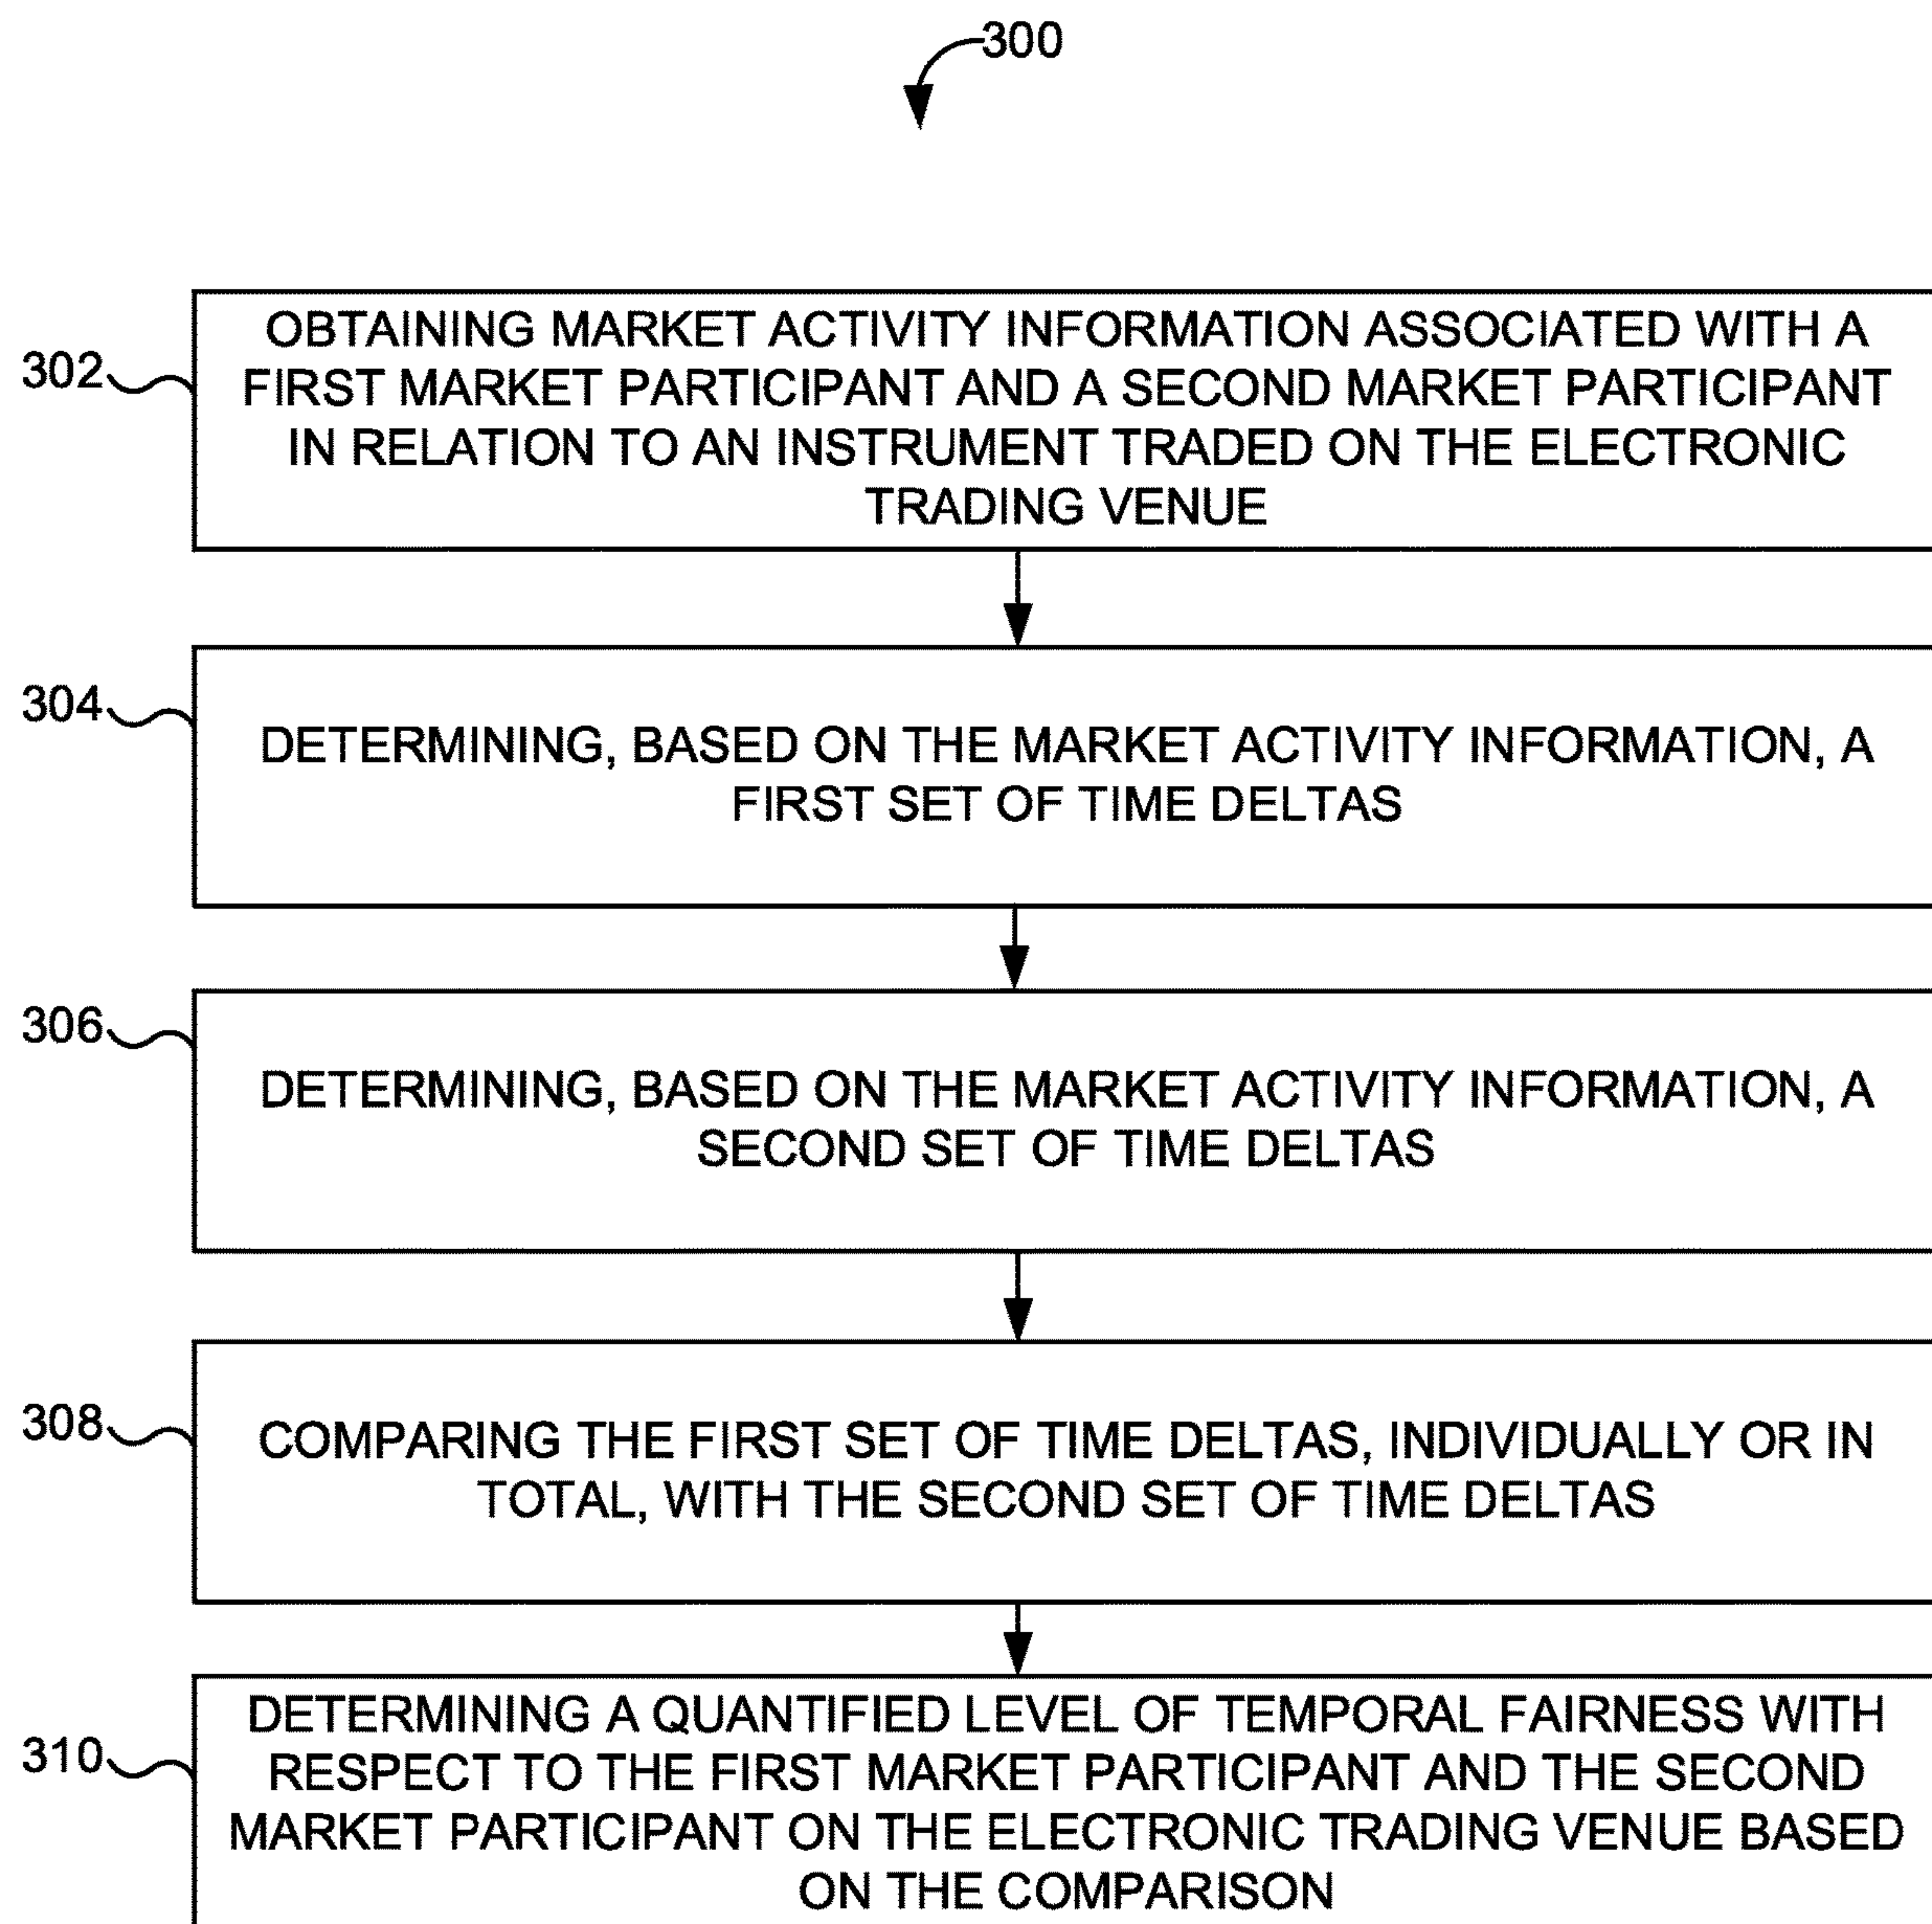 300
302
OBTAINING MARKET ACTIVITY INFORMATION ASSOCIATED WITH A
FIRST MARKET PARTICIPANT AND A SECOND MARKET PARTICIPANT
IN RELATION TO AN INSTRUMENT TRADED ON THE ELECTRONIC
TRADING VENUE
304
DETERMINING, BASED ON THE MARKET ACTIVITY INFORMATION, A
FIRST SET OF TIME DELTAS
306
DETERMINING, BASED ON THE MARKET ACTIVITY INFORMATION, A
SECOND SET OF TIME DELTAS
308
COMPARING THE FIRST SET OF TIME DELTAS, INDIVIDUALLY OR IN
TOTAL, WITH THE SECOND SET OF TIME DELTAS
310
DETERMINING A QUANTIFIED LEVEL OF TEMPORAL FAIRNESS WITH
RESPECT TO THE FIRST MARKET PARTICIPANT AND THE SECOND
MARKET PARTICIPANT ON THE ELECTRONIC TRADING VENUE BASED
ON THE COMPARISON